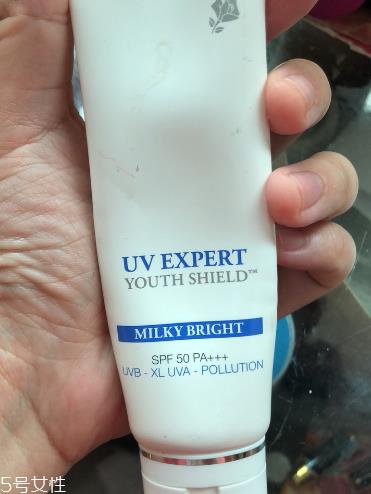 UV EXPERT
YOUTH SHIELD™
MILKY BRIGHT
SPF 50 PA+++
UVB - XL UVA - POLLUTION
5号女性